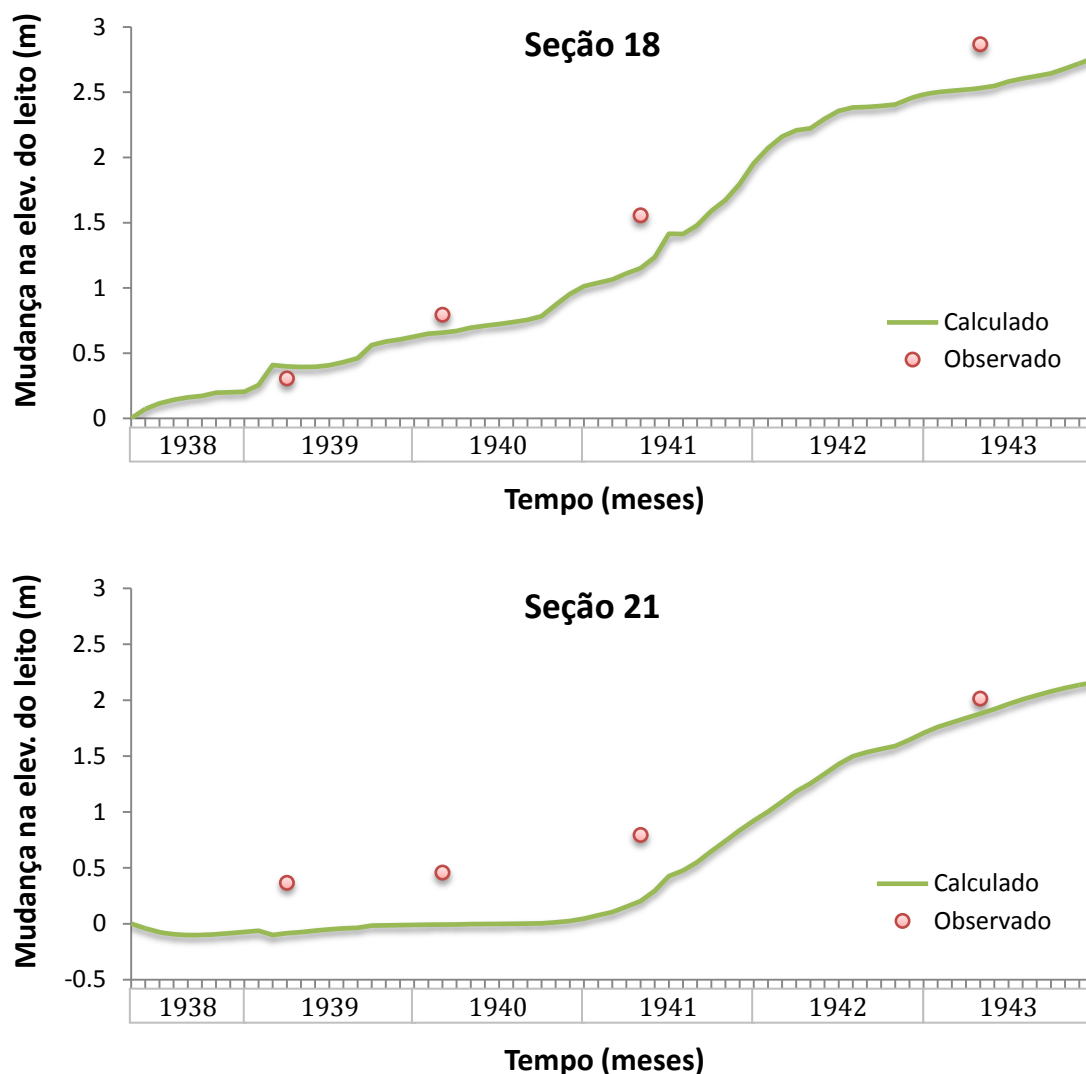 Seção 18
Mudança na elev. do leito (m)
3
2.5
2
1.5
1
0.5
0
Calculado
Observado
1938 1939 1940 1941 1942 1943
Tempo (meses)
Seção 21
Mudança na elev. do leito (m)
3
2.5
2
1.5
1
0.5
0
-0.5
Calculado
Observado
1938 1939 1940 1941 1942 1943
Tempo (meses)